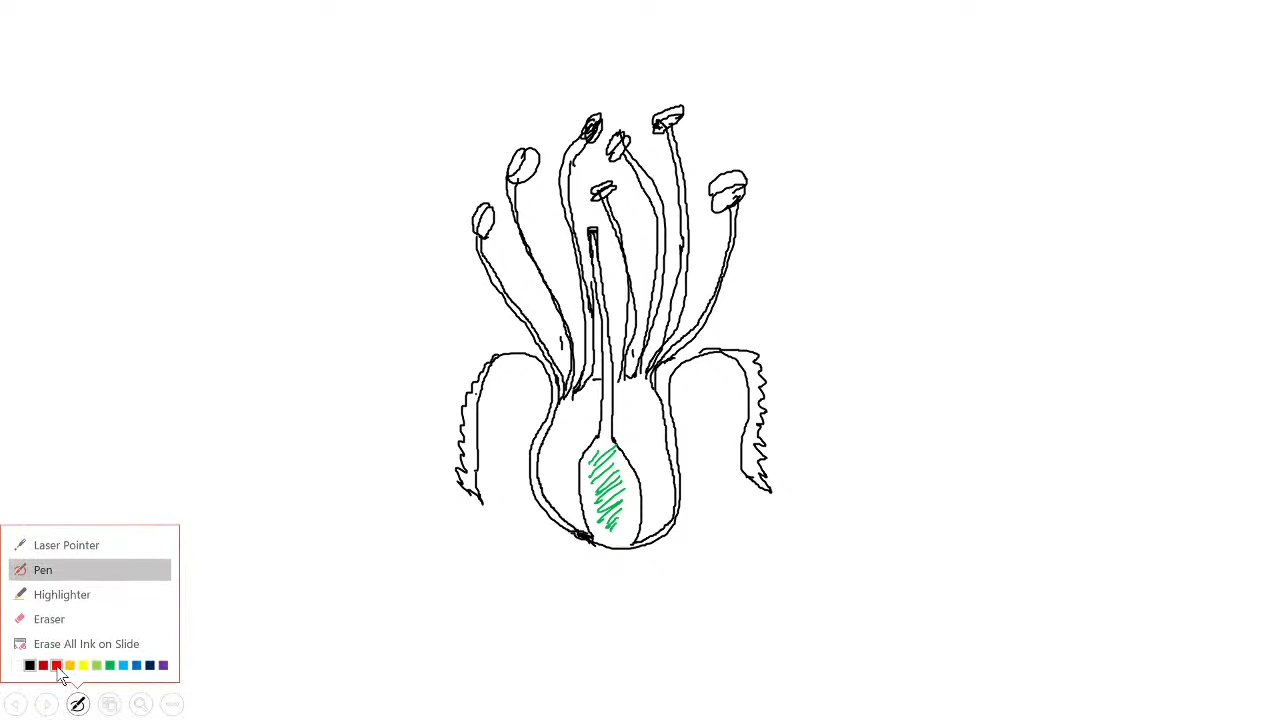 Laser Pointer
Pen
Highlighter
Eraser
Erase All Ink on Slide